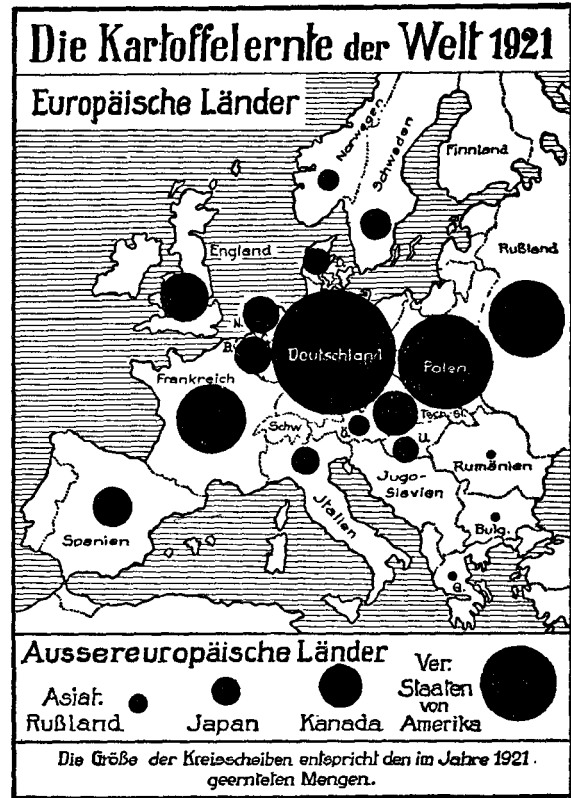 Die Kartoffelernte der Welt 1921
Europäische Länder
Norwegen
Schweden
Finnland
England
Rußland
N.
B.
Deutschland
Polen
Frankreich
Tsch.-Sl.
Schw.
Ö.
U.
Rumänien
Jugo-
slavien
Italien
Spanien
Bulg.
G.
Aussereuropäische Länder
Asiat.
Rußland
Japan
Kanada
Ver.
Staaten
von
Amerika
Die Größe der Kreisscheiben entspricht den im Jahre 1921
geernteten Mengen.